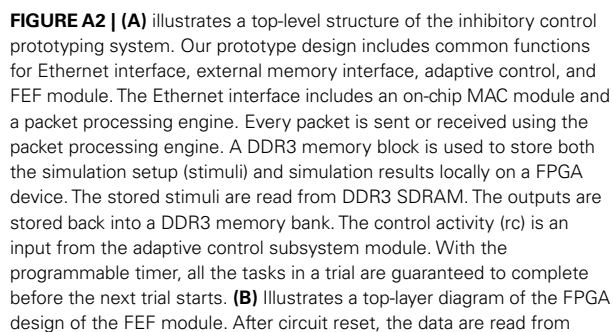 FIGURE A2 | (A) illustrates a top-level structure of the inhibitory control
prototyping system. Our prototype design includes common functions
for Ethernet interface, external memory interface, adaptive control, and
FEF module. The Ethernet interface includes an on-chip MAC module and
a packet processing engine. Every packet is sent or received using the
packet processing engine. A DDR3 memory block is used to store both
the simulation setup (stimuli) and simulation results locally on a FPGA
device. The stored stimuli are read from DDR3 SDRAM. The outputs are
stored back into a DDR3 memory bank. The control activity (rc) is an
input from the adaptive control subsystem module. With the
programmable timer, all the tasks in a trial are guaranteed to complete
before the next trial starts. (B) Illustrates a top-layer diagram of the FPGA
design of the FEF module. After circuit reset, the data are read from